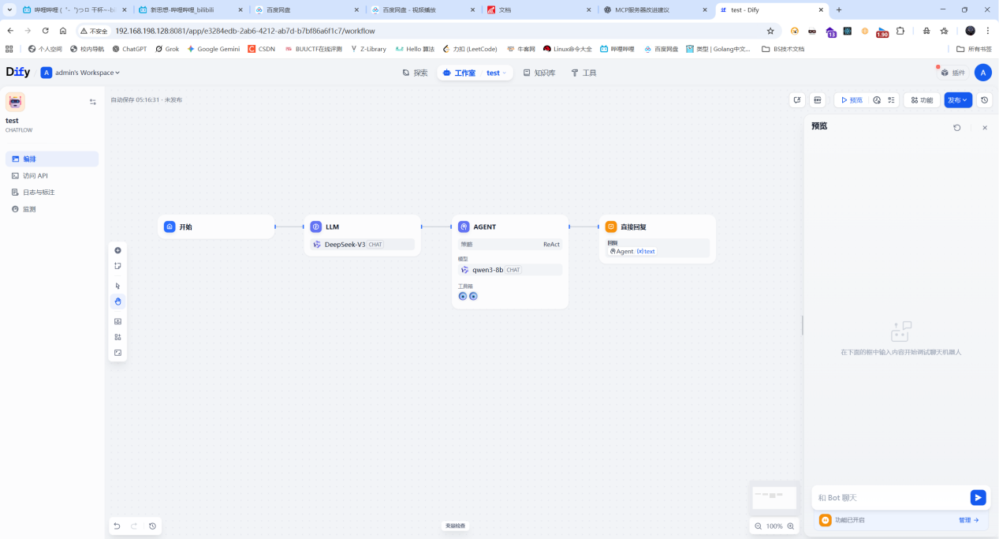 哔哩哔哩 (゜-゜)つロ 干杯~-bi
新思想-哔哩哔哩_bilibili
百度网盘
百度网盘 - 视频播放
文档
MCP服务器改进建议
test - Dify
不安全
192.168.198.128:8081/app/e3284edb-2ab6-4212-ab7d-b7bf86a6f1c7/workflow
13
1.90
个人空间
校内导航
ChatGPT
Grok
Google Gemini
CSDN
BUUCTF在线评测
Z-Library
Hello 算法
力扣 (LeetCode)
牛客网
Linux命令大全
哔哩哔哩
百度网盘
类型 | Golang中文...
BS技术文档
所有书签
Dify
A
admin's Workspace
探索
工作室
test
知识库
工具
插件
A
test
CHATFLOW
编排
访问 API
日志与标注
监测
自动保存 05:16:31 · 未发布
预览
功能
发布
开始
LLM
DeepSeek-V3 CHAT
AGENT
策略 ReAct
模型
qwen3-8b CHAT
工具箱
直接回复
回复
Agent {x} text
变量检查
100%
预览
在下面的框中输入内容开始调试聊天机器人
和 Bot 聊天
功能已开启
管理